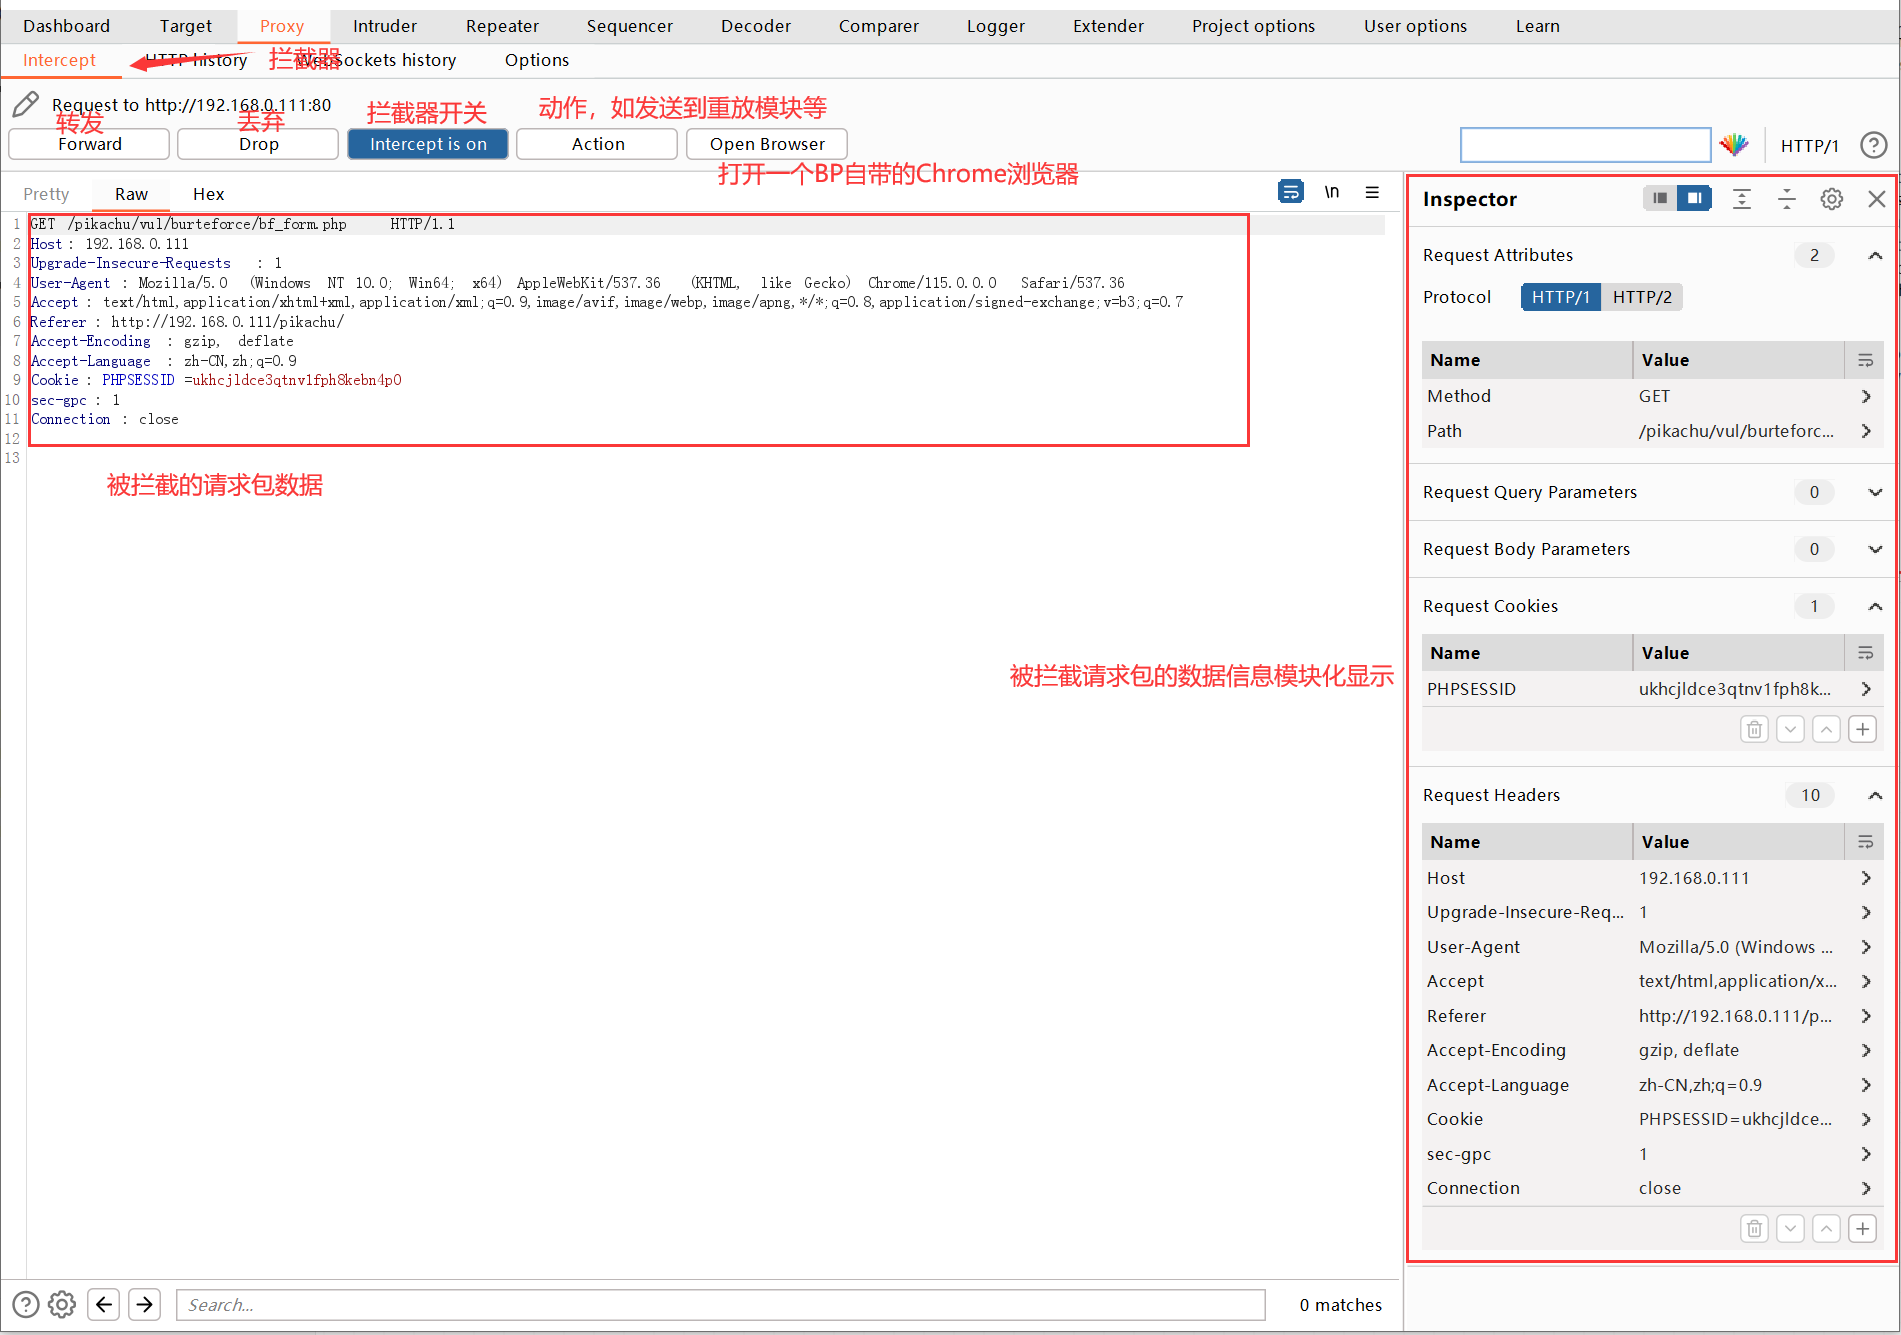 Dashboard Target Proxy Intruder Repeater Sequencer Decoder Comparer Logger Extender Project options User options Learn
Intercept HTTP history 拦截器 WebSockets history Options
Request to http://192.168.0.111:80
转发 丢弃 拦截器开关 动作，如发送到重放模块等
Forward Drop Intercept is on Action Open Browser HTTP/1
打开一个BP自带的Chrome浏览器
Pretty Raw Hex \n
1 GET /pikachu/vul/burteforce/bf_form.php HTTP/1.1
2 Host : 192.168.0.111
3 Upgrade-Insecure-Requests : 1
4 User-Agent : Mozilla/5.0 (Windows NT 10.0; Win64; x64) AppleWebKit/537.36 (KHTML, like Gecko) Chrome/115.0.0.0 Safari/537.36
5 Accept : text/html,application/xhtml+xml,application/xml;q=0.9,image/avif,image/webp,image/apng,*/*;q=0.8,application/signed-exchange;v=b3;q=0.7
6 Referer : http://192.168.0.111/pikachu/
7 Accept-Encoding : gzip, deflate
8 Accept-Language : zh-CN,zh;q=0.9
9 Cookie : PHPSESSID =ukhcjldce3qtnv1fph8kebn4p0
10 sec-gpc : 1
11 Connection : close
12
13
被拦截的请求包数据
被拦截请求包的数据信息模块化显示
Inspector
Request Attributes 2
Protocol HTTP/1 HTTP/2
Name Value
Method GET
Path /pikachu/vul/burteforc...
Request Query Parameters 0
Request Body Parameters 0
Request Cookies 1
Name Value
PHPSESSID ukhcjldce3qtnv1fph8k...
Request Headers 10
Name Value
Host 192.168.0.111
Upgrade-Insecure-Req... 1
User-Agent Mozilla/5.0 (Windows ...
Accept text/html,application/x...
Referer http://192.168.0.111/p...
Accept-Encoding gzip, deflate
Accept-Language zh-CN,zh;q=0.9
Cookie PHPSESSID=ukhcjldce...
sec-gpc 1
Connection close
Search... 0 matches